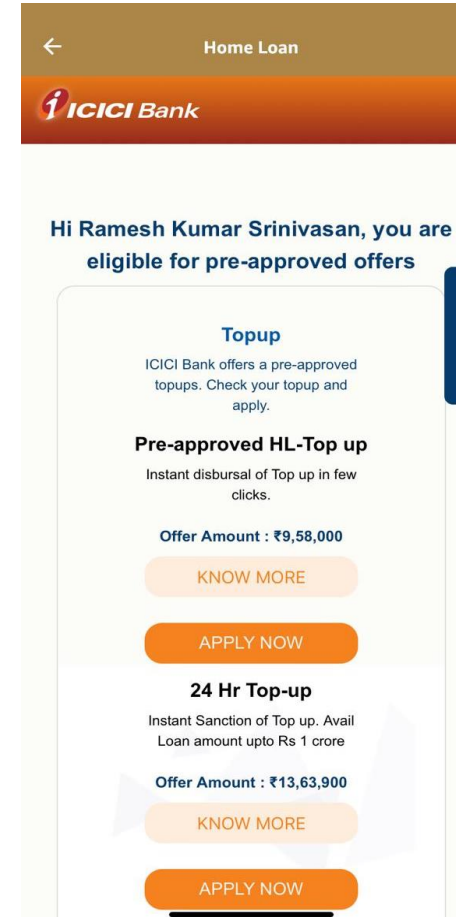 Home Loan
ICICI Bank
Hi Ramesh Kumar Srinivasan, you are
eligible for pre-approved offers
Topup
ICICI Bank offers a pre-approved
topups. Check your topup and
apply.
Pre-approved HL-Top up
Instant disbursal of Top up in few
clicks.
Offer Amount : ₹9,58,000
KNOW MORE
APPLY NOW
24 Hr Top-up
Instant Sanction of Top up. Avail
Loan amount upto Rs 1 crore
Offer Amount : ₹13,63,900
KNOW MORE
APPLY NOW